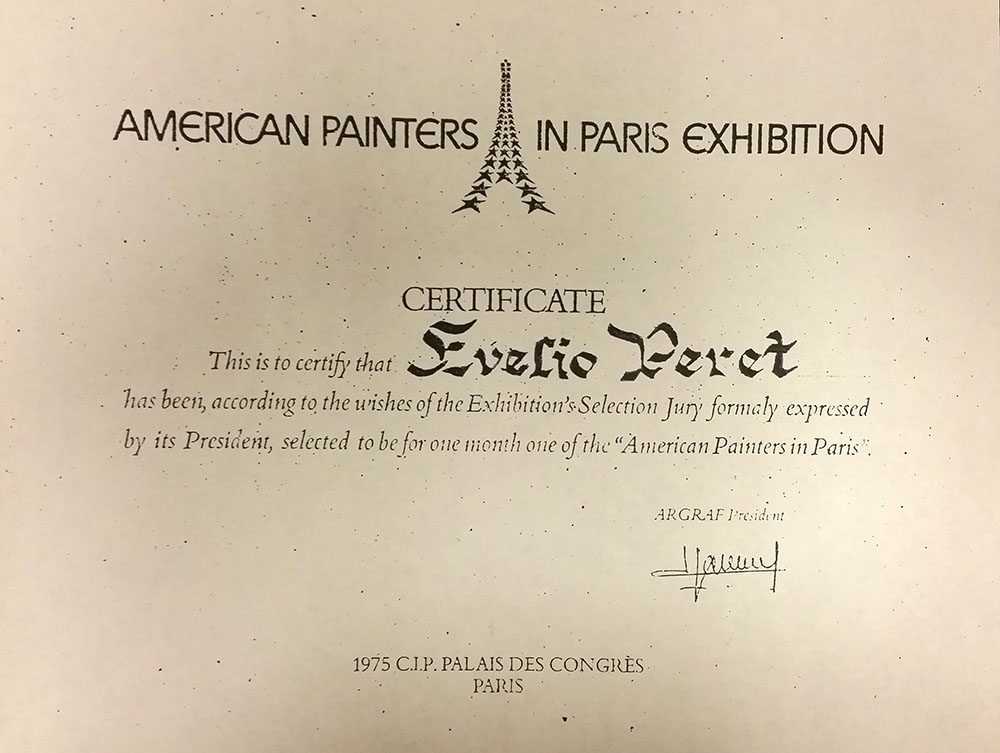 AMERICAN PAINTERS IN PARIS EXHIBITION
CERTIFICATE
This is to certify that Evelio Peret
has been, according to the wishes of the Exhibition's Selection Jury formaly expressed
by its President, selected to be for one month one of the "American Painters in Paris".
ARGRAF President
1975 C.I.P. PALAIS DES CONGRÈS
PARIS